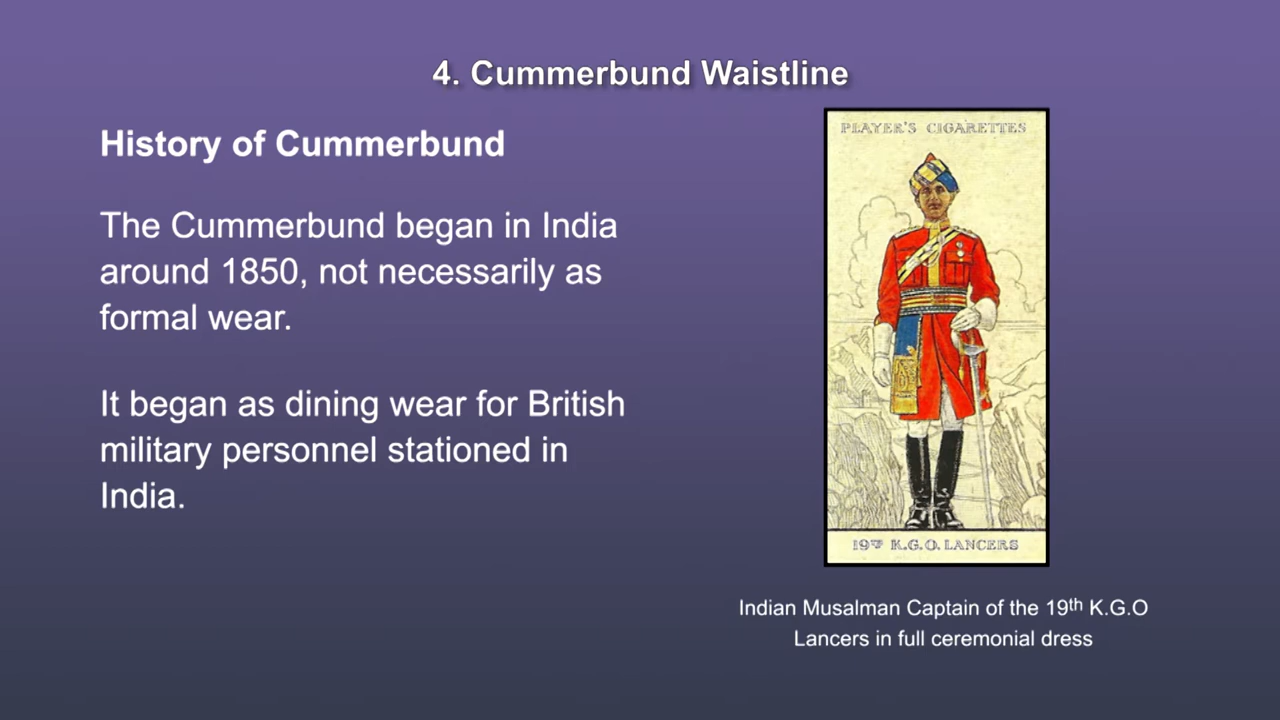 4. Cummerbund Waistline
History of Cummerbund
The Cummerbund began in India
around 1850, not necessarily as
formal wear.
It began as dining wear for British
military personnel stationed in
India.
PLAYER'S CIGARETTES
19TH K.G.O. LANCERS
Indian Musalman Captain of the 19th K.G.O
Lancers in full ceremonial dress